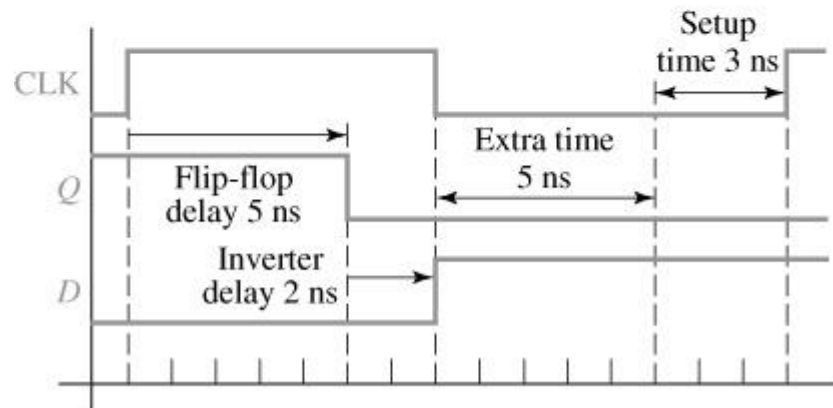 Setup
time 3 ns
CLK
Extra time
5 ns
Q
Flip-flop
delay 5 ns
Inverter
delay 2 ns
D